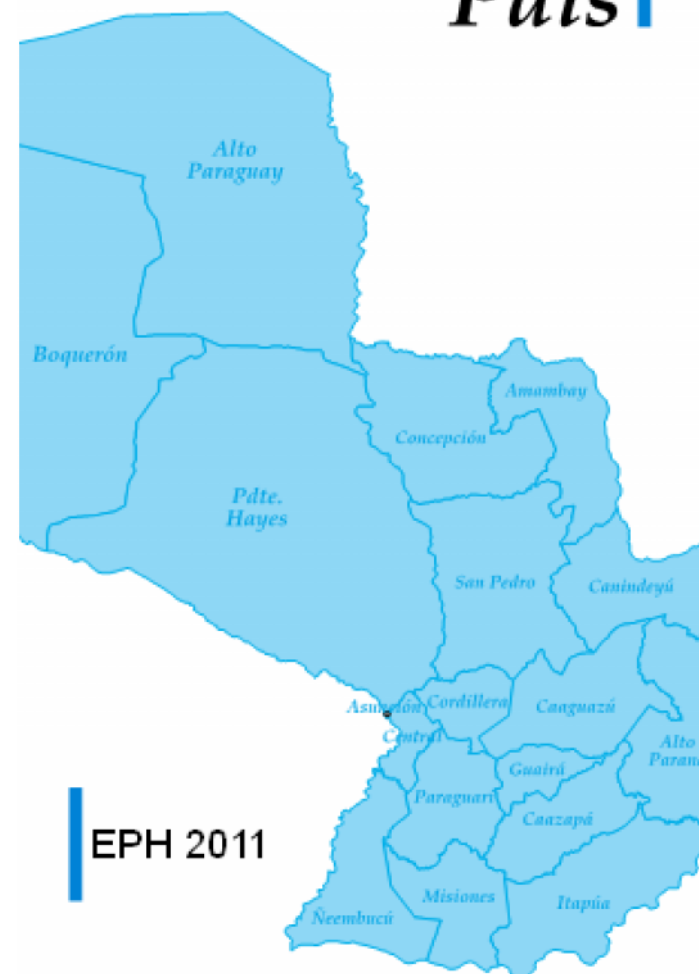 País
Alto
Paraguay
Boquerón
Amambay
Concepción
Pdte.
Hayes
San Pedro
Canindeyú
Asunción
Cordillera
Caaguazú
Central
Alto
Paraná
Guairá
Paraguarí
Caazapá
EPH 2011
Misiones
Itapúa
Ñeembucú